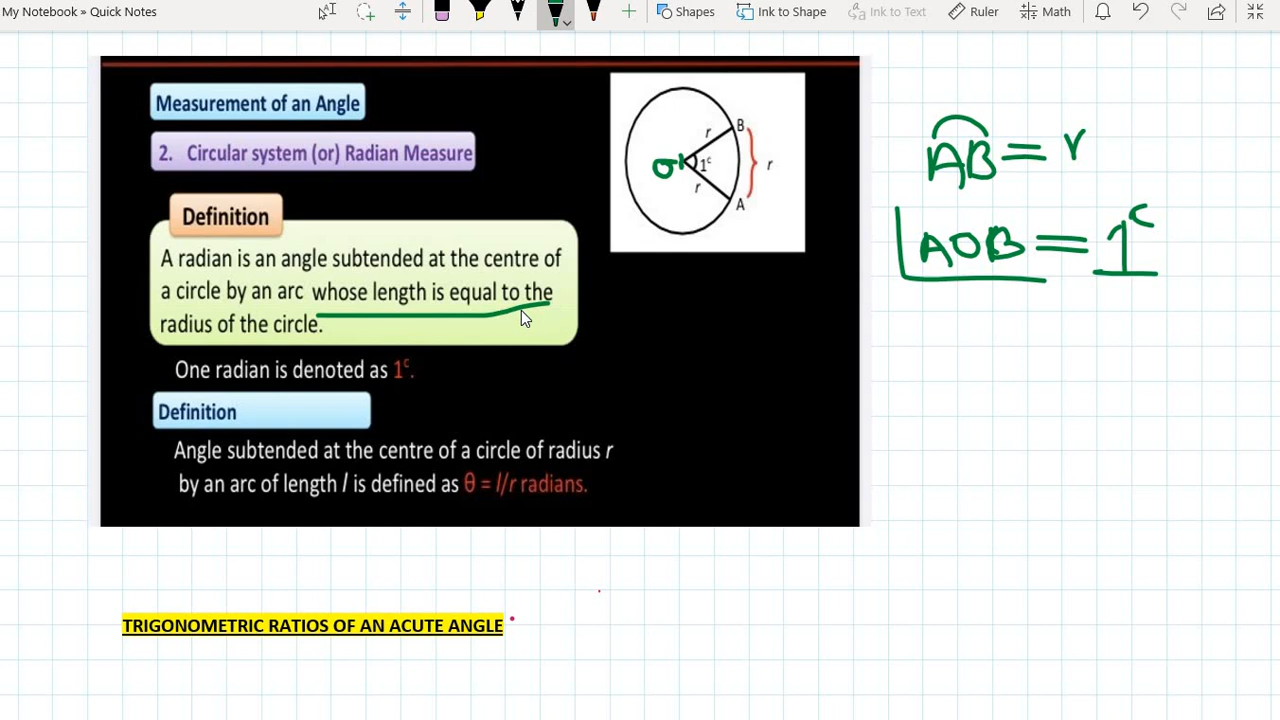 My Notebook » Quick Notes
Shapes
Ink to Shape
Ink to Text
Ruler
Math
Measurement of an Angle
2. Circular system (or) Radian Measure
Definition
A radian is an angle subtended at the centre of
a circle by an arc whose length is equal to the
radius of the circle.
One radian is denoted as 1ᶜ.
Definition
Angle subtended at the centre of a circle of radius r
by an arc of length l is defined as θ = l/r radians.
B
r
O 1ᶜ r
r
A
AB = r
AOB = 1ᶜ
TRIGONOMETRIC RATIOS OF AN ACUTE ANGLE